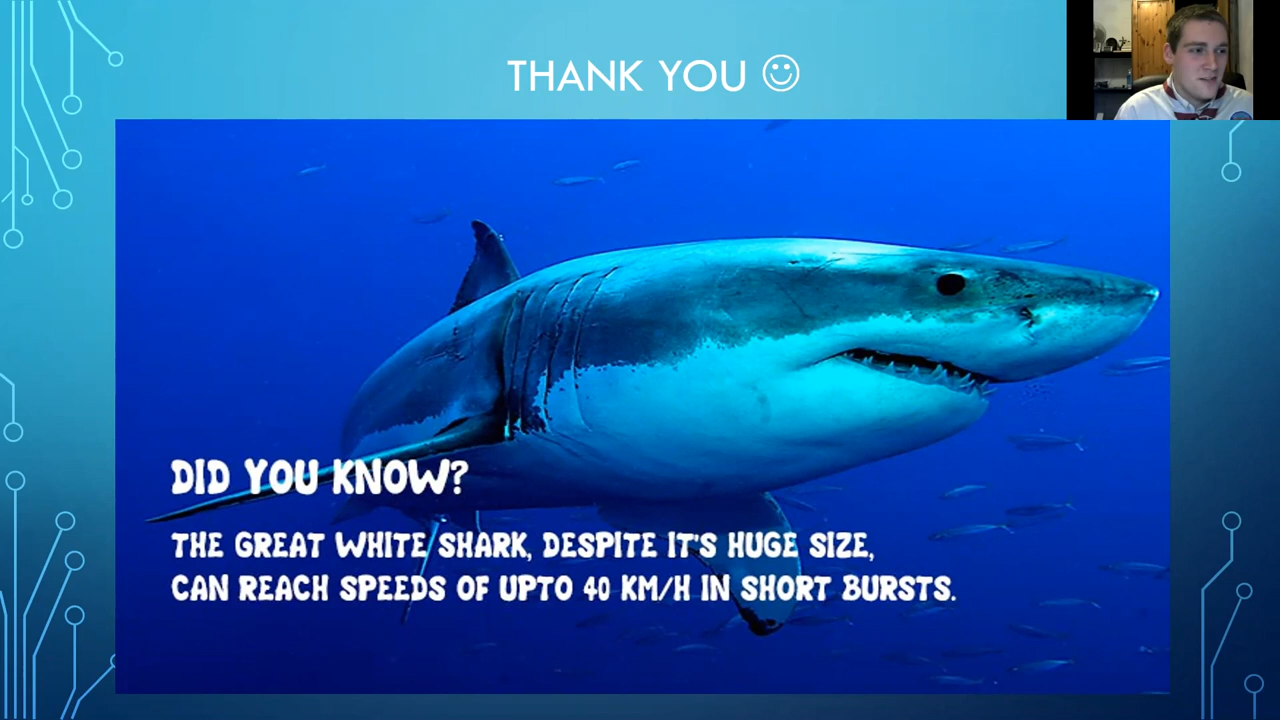 THANK YOU ☺
DID YOU KNOW?
THE GREAT WHITE SHARK, DESPITE IT'S HUGE SIZE,
CAN REACH SPEEDS OF UPTO 40 KM/H IN SHORT BURSTS.